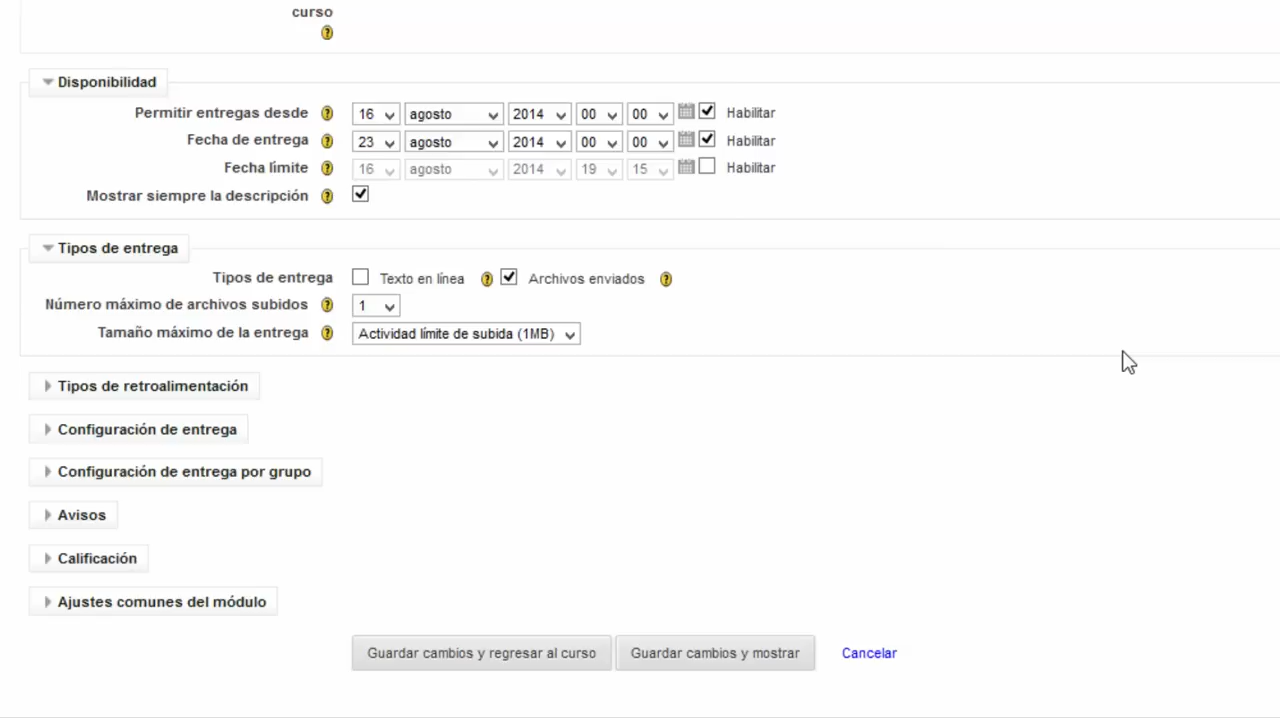 curso
Disponibilidad
Permitir entregas desde 16 agosto 2014 00 00 Habilitar
Fecha de entrega 23 agosto 2014 00 00 Habilitar
Fecha límite 16 agosto 2014 19 15 Habilitar
Mostrar siempre la descripción
Tipos de entrega
Tipos de entrega Texto en línea Archivos enviados
Número máximo de archivos subidos 1
Tamaño máximo de la entrega Actividad límite de subida (1MB)
Tipos de retroalimentación
Configuración de entrega
Configuración de entrega por grupo
Avisos
Calificación
Ajustes comunes del módulo
Guardar cambios y regresar al curso Guardar cambios y mostrar Cancelar